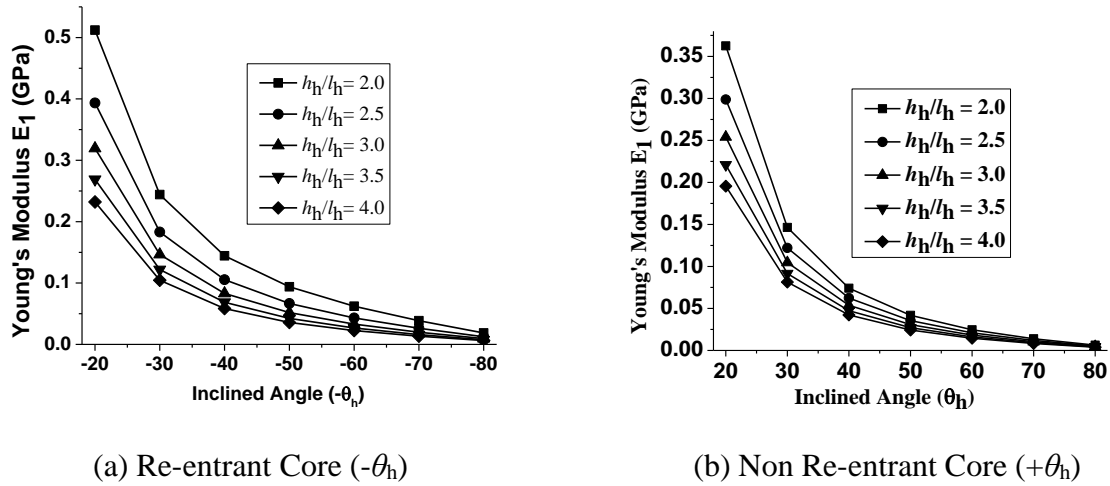 Young's Modulus E1 (GPa)
0.5
0.4
0.3
0.2
0.1
0.0
hh/lh= 2.0
hh/lh= 2.5
hh/lh= 3.0
hh/lh= 3.5
hh/lh= 4.0
-20 -30 -40 -50 -60 -70 -80
Inclined Angle (-θh)
(a) Re-entrant Core (-θh)
Young's Modulus E1 (GPa)
0.35
0.30
0.25
0.20
0.15
0.10
0.05
0.00
hh/lh = 2.0
hh/lh = 2.5
hh/lh = 3.0
hh/lh = 3.5
hh/lh = 4.0
20 30 40 50 60 70 80
Inclined Angle (θh)
(b) Non Re-entrant Core (+θh)